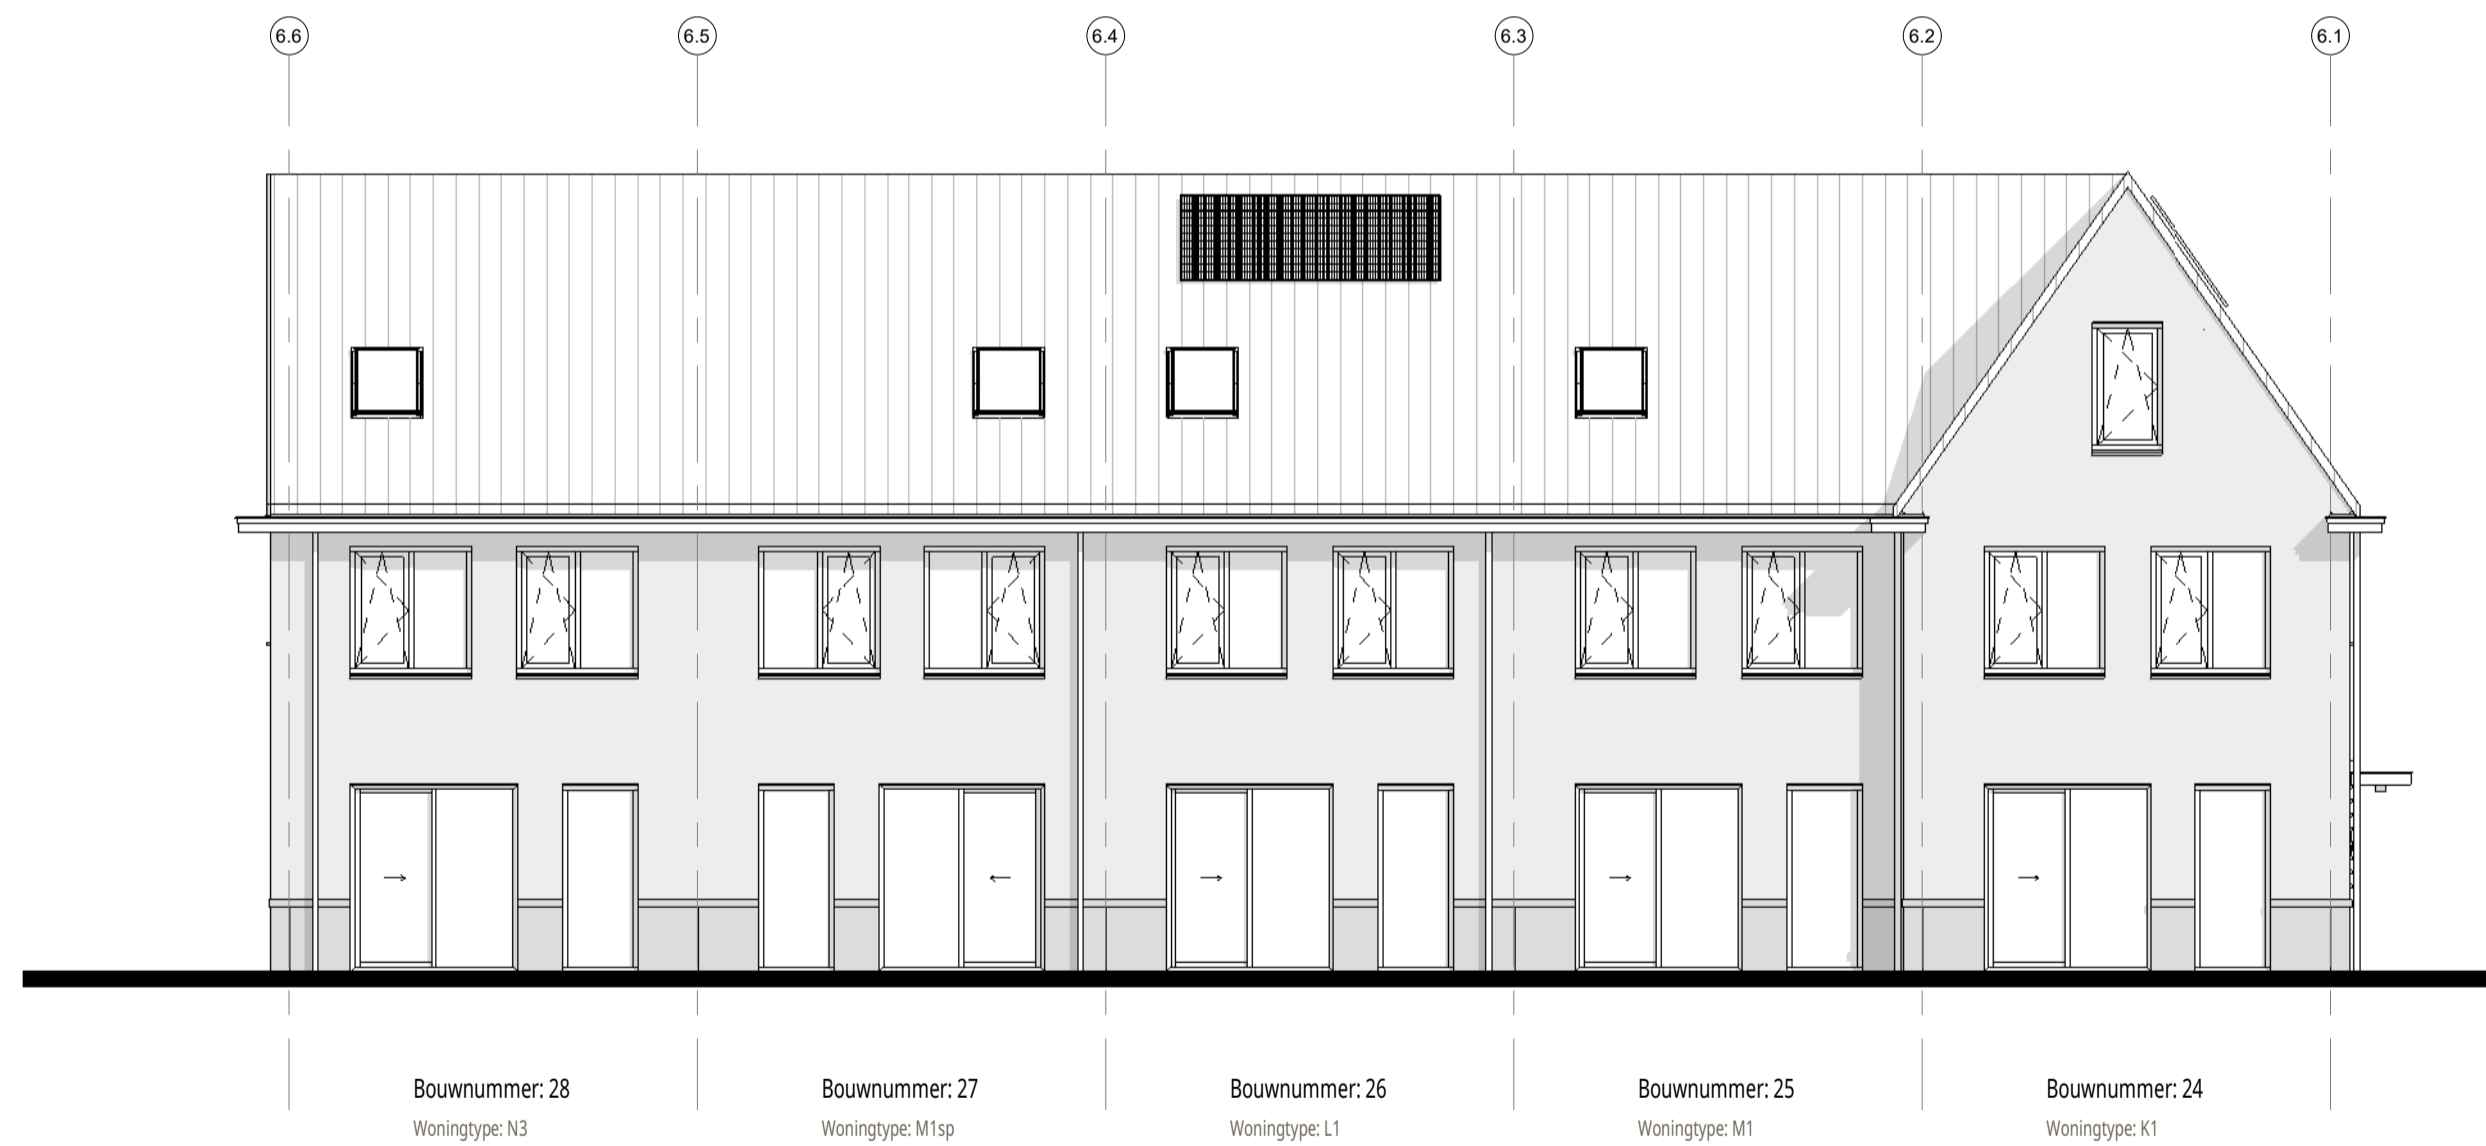 6.6 6.5 6.4 6.3 6.2 6.1
Bouwnummer: 28 Bouwnummer: 27 Bouwnummer: 26 Bouwnummer: 25 Bouwnummer: 24
Woningtype: N3 Woningtype: M1sp Woningtype: L1 Woningtype: M1 Woningtype: K1